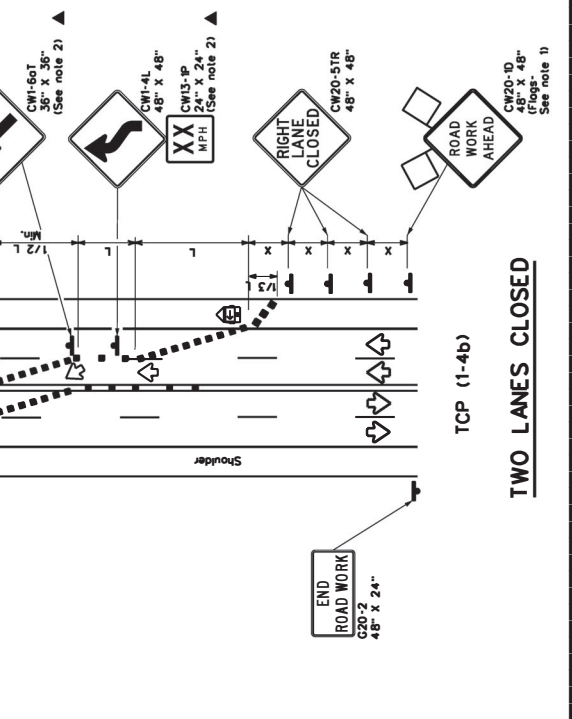 CW1-6aT
36" X 36"
(See note 2)
CW1-4L
48" X 48"
XX
MPH
CW13-1P
24" X 24"
(See note 2)
RIGHT
LANE
CLOSED
CW20-5TR
48" X 48"
ROAD
WORK
AHEAD
CW20-1D
48" X 48"
(Flags-
See note 1)
1/2 L
Min.
L
L
1/3 L
X
X
X
X
Shoulder
END
ROAD WORK
G20-2
48" X 24"
TCP (1-4b)
TWO LANES CLOSED